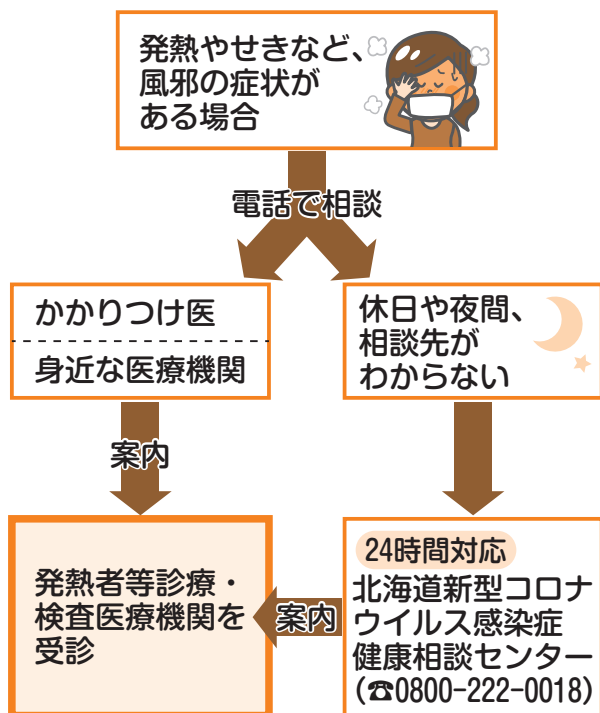 発熱やせきなど、
風邪の症状が
ある場合
電話で相談
かかりつけ医
身近な医療機関
休日や夜間、
相談先が
わからない
案内
24時間対応
北海道新型コロナ
ウイルス感染症
健康相談センター
(☎0800-222-0018)
案内
発熱者等診療・
検査医療機関を
受診